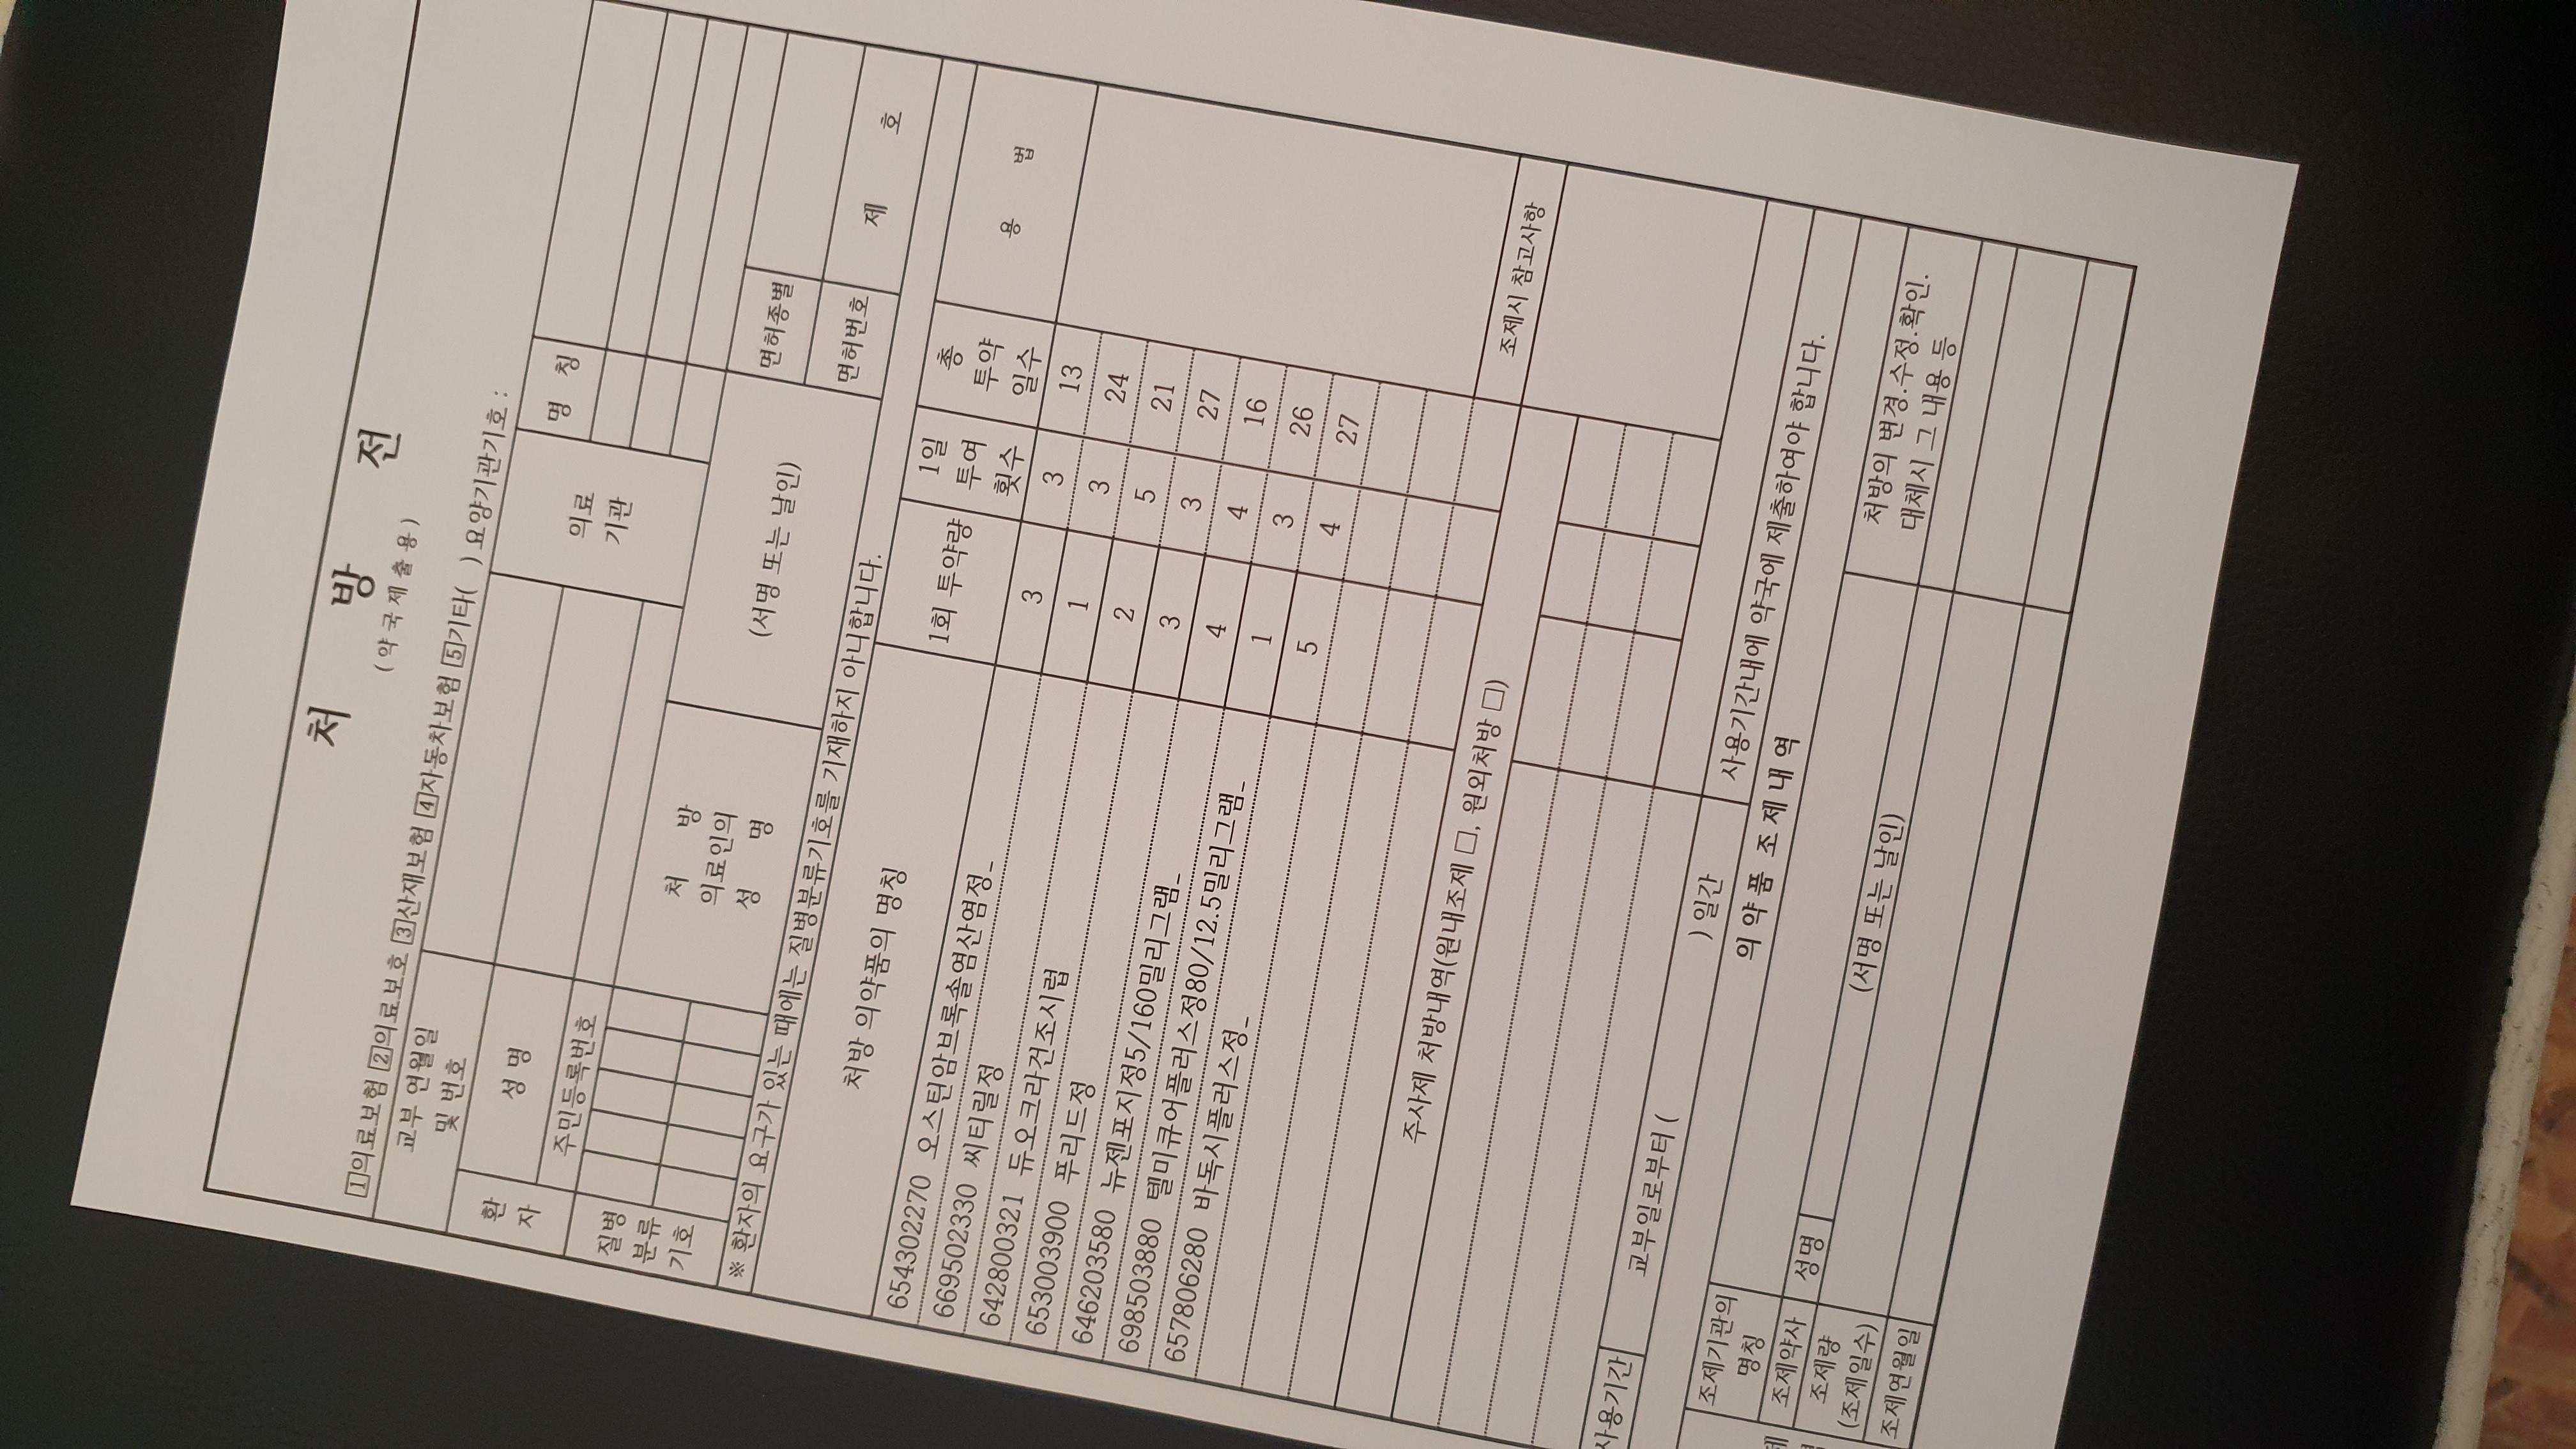 처 방 전
(약국제출용)
1의료보험 2의료보호 3산재보험 4자동차보험 5기타( ) 요양기관기호 :
교부 연월일
및 번호
환
자
성 명
주민등록번호
의료
기관
명 칭
질병
분류
기호
처 방
의료인의
성 명
(서명 또는 날인)
면허종별
면허번호
제 호
※ 환자의 요구가 있는 때에는 질병분류기호를 기재하지 아니합니다.
처방 의약품의 명칭
1회 투약량
1일
투여
횟수
총
투약
일수
용 법
654302270 오스틴암브록솔염산염정_ 3 3 13
669502330 씨티릴정 1 3 24
642800321 듀오크라건조시럽 2 5 21
653003900 푸리드정 3 3 27
646203580 뉴젠포지정5/160밀리그램_ 4 4 16
698503880 텔미큐어플러스정80/12.5밀리그램_ 1 3 26
657806280 바독시플러스정_ 5 4 27
주사제 처방내역(원내조제 □, 원외처방 □)
조제시 참고사항
사용기간
교부일로부터 ( ) 일간
사용기간내에 약국에 제출하여야 합니다.
의약품 조제내역
조제기관의
명칭
조제약사
성명
(서명 또는 날인)
조제량
(조제일수)
조제연월일
처방의 변경.수정.확인.
대체시 그 내용 등